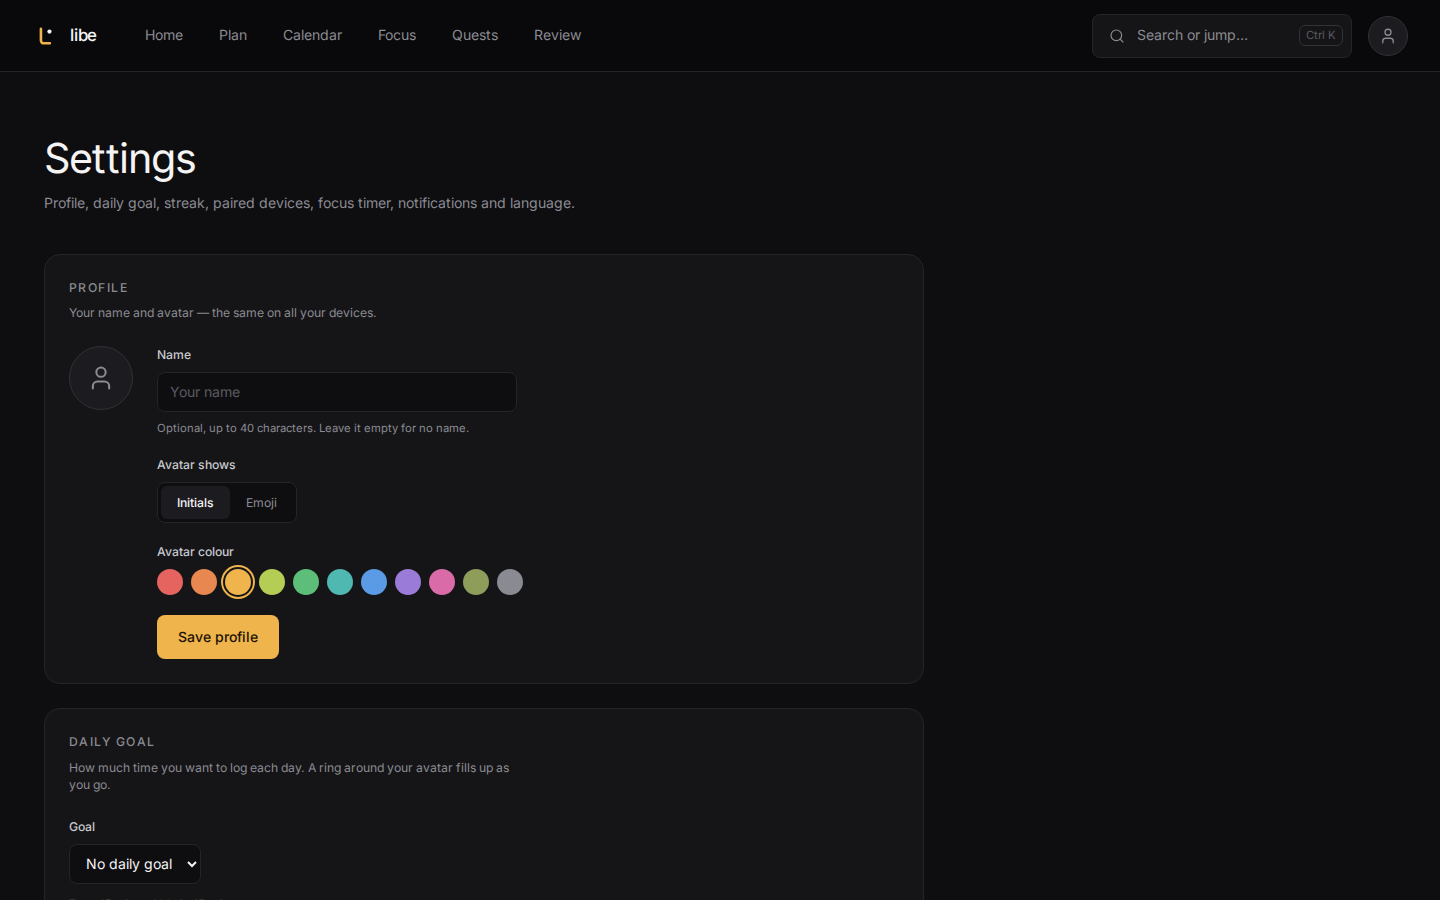 libe
Home
Plan
Calendar
Focus
Quests
Review
Search or jump...
Ctrl K
Settings
Profile, daily goal, streak, paired devices, focus timer, notifications and language.
PROFILE
Your name and avatar — the same on all your devices.
Name
Your name
Optional, up to 40 characters. Leave it empty for no name.
Avatar shows
Initials
Emoji
Avatar colour
Save profile
DAILY GOAL
How much time you want to log each day. A ring around your avatar fills up as
you go.
Goal
No daily goal